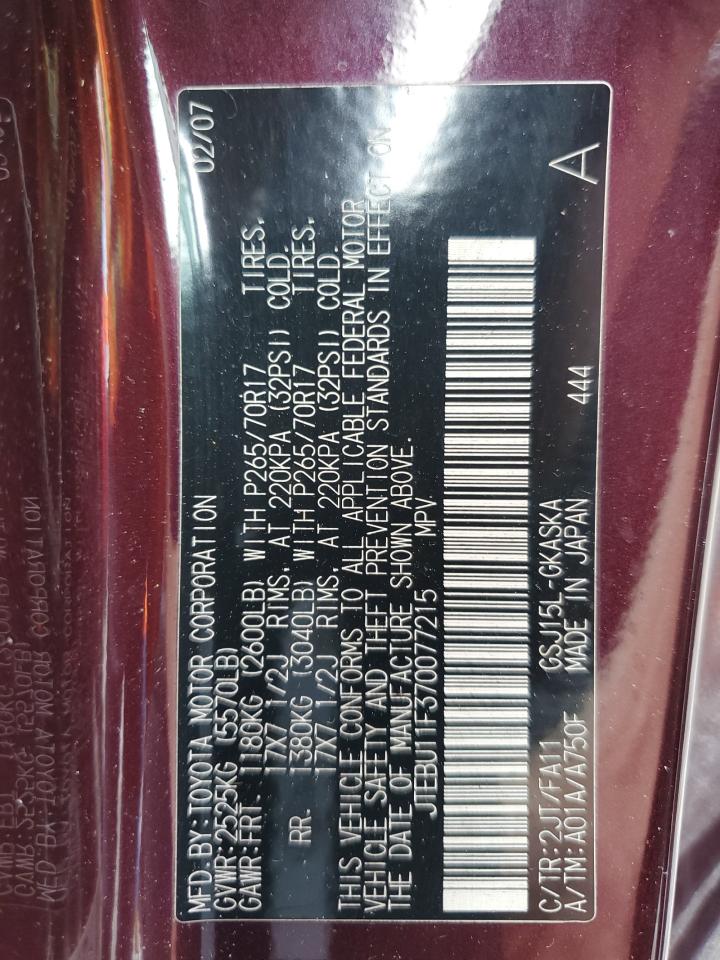 MFD.BY:TOYOTA MOTOR CORPORATION 02/07
GVWR:2525KG (5570LB)
GAWR:FRT. 1180KG (2600LB) WITH P265/70R17 TIRES.
17X7 1/2J RIMS. AT 220KPA (32PSI) COLD.
RR. 1380KG (3040LB) WITH P265/70R17 TIRES.
17X7 1/2J RIMS. AT 220KPA (32PSI) COLD.
THIS VEHICLE CONFORMS TO ALL APPLICABLE FEDERAL MOTOR
VEHICLE SAFETY AND THEFT PREVENTION STANDARDS IN EFFECT ON
THE DATE OF MANUFACTURE SHOWN ABOVE.
JTEBU11F370077215 MPV
C/TR:2JT/FA11 GSJ15L-GKASKA A
A/TM:A01A/A750F MADE IN JAPAN 444